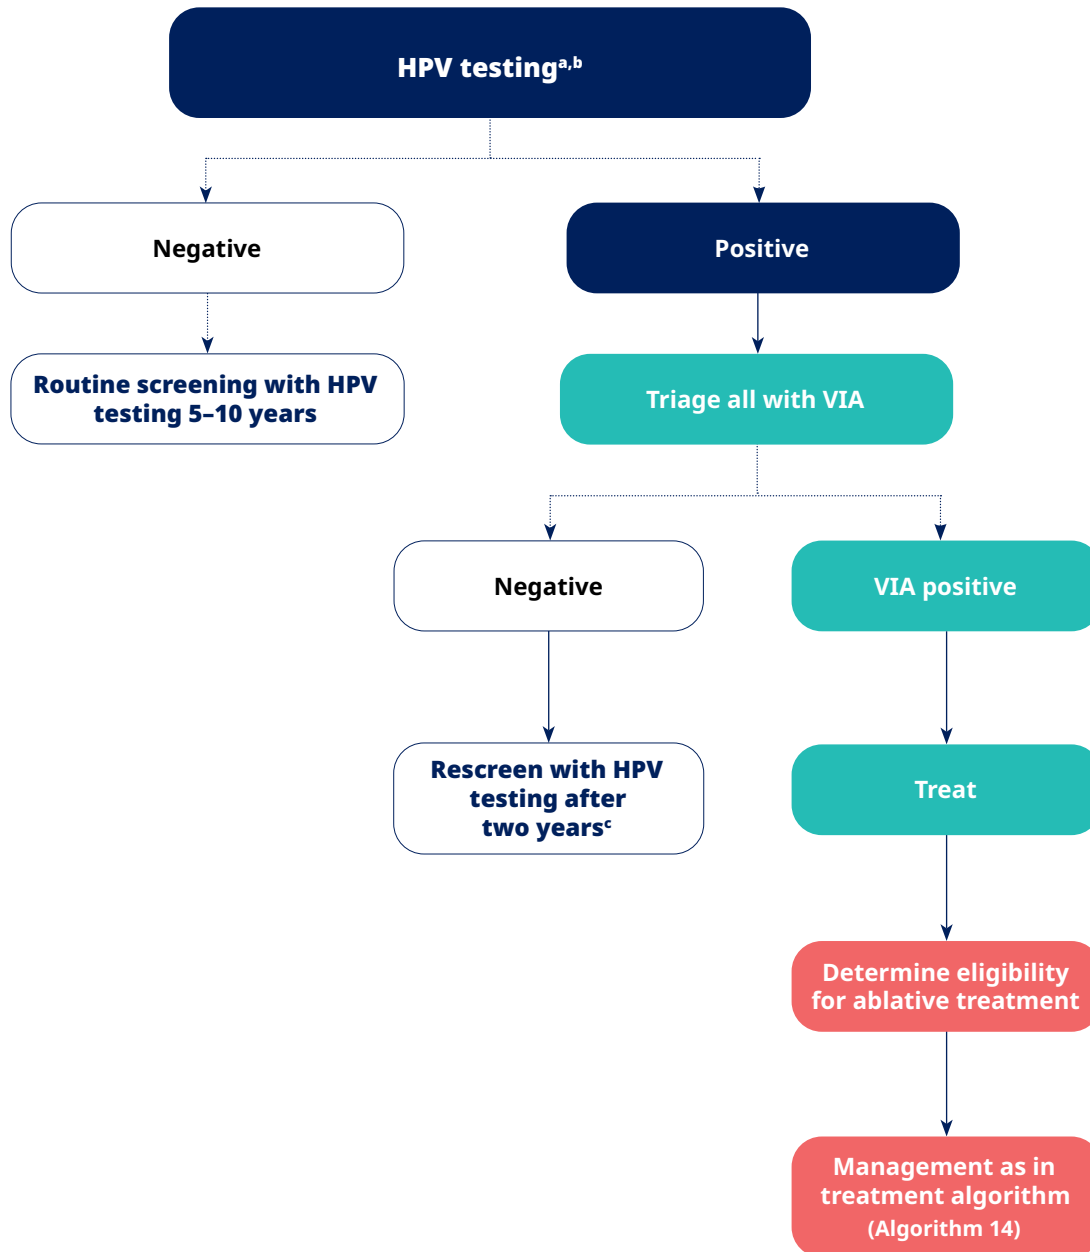 HPV testingᵃ,ᵇ
Negative
Positive
Routine screening with HPV
testing 5–10 years
Triage all with VIA
Negative
VIA positive
Rescreen with HPV
testing after
two yearsᶜ
Treat
Determine eligibility
for ablative treatment
Management as in
treatment algorithm
(Algorithm 14)